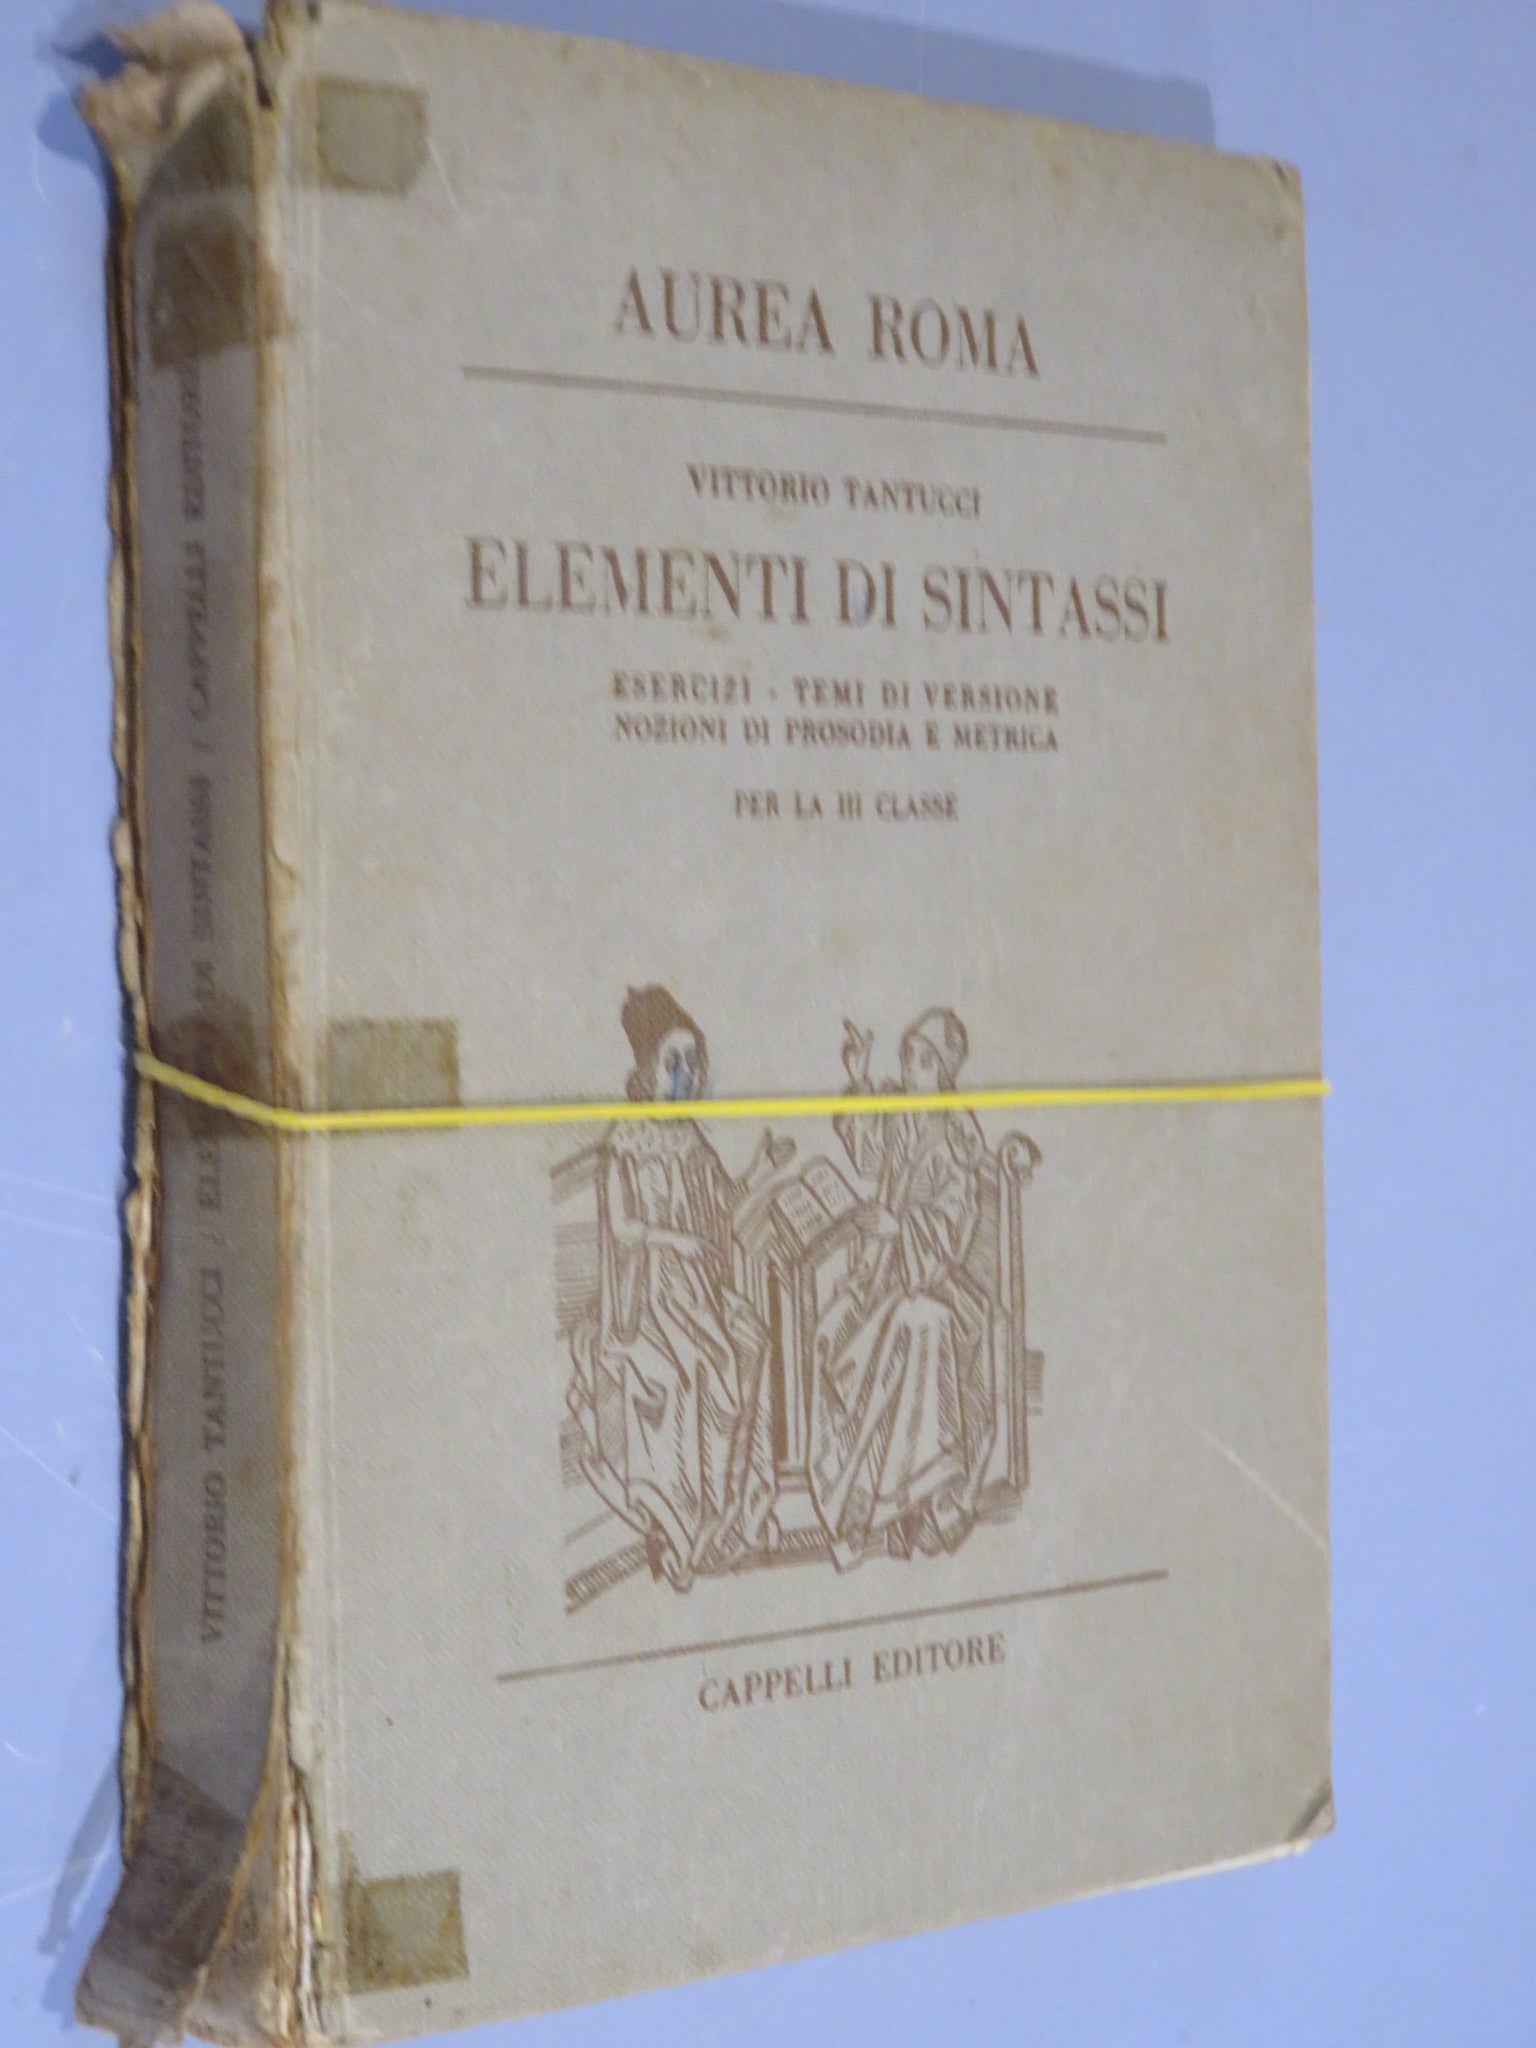 AUREA ROMA
VITTORIO TANTUCCI
ELEMENTI DI SINTASSI
ESERCIZI - TEMI DI VERSIONE
NOZIONI DI PROSODIA E METRICA
PER LA III CLASSE
CAPPELLI EDITORE
VITTORIO TANTUCCI / DI SINTASSI / CAPPELLI EDITORE